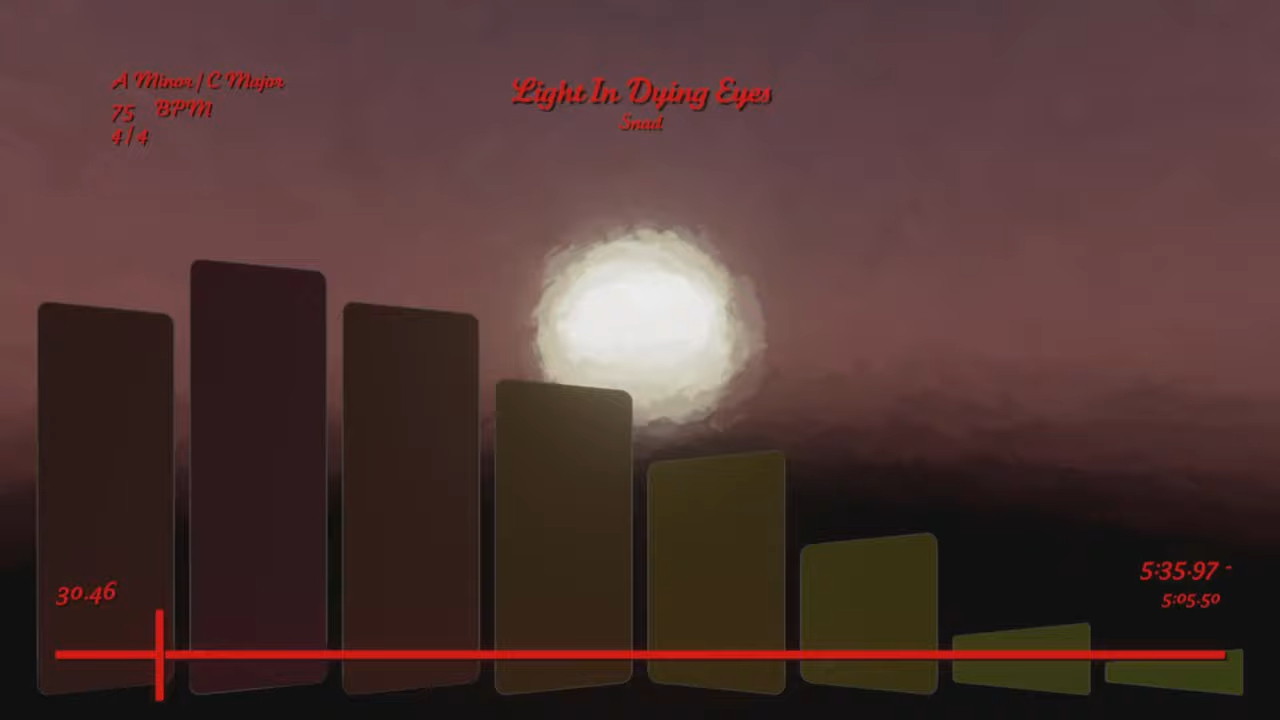 A Minor/C Major
75 BPM
4/4
Light In Dying Eyes
Snail
30.46
5:35.97 -
5:05.50